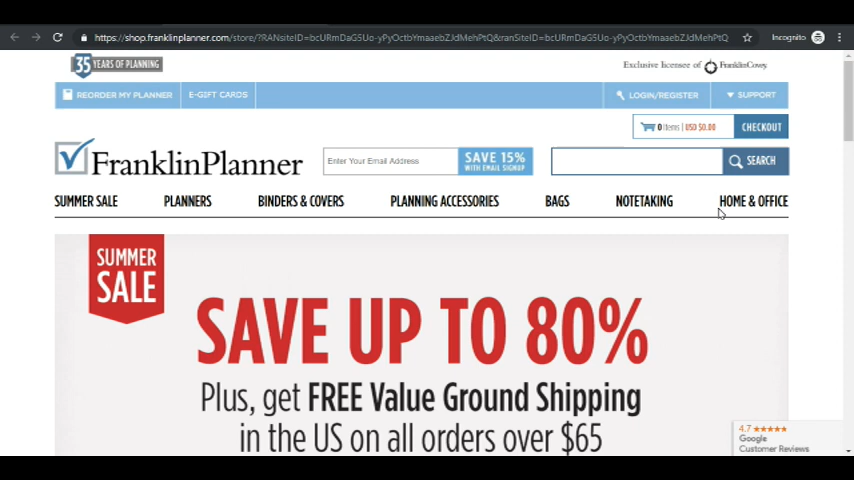 https://shop.franklinplanner.com/store/?RANsiteID=bcURmDaG5Uo-yPyOctbYmaaebZJdMehPtQ&ranSiteID=bcURmDaG5Uo-yPyOctbYmaaebZJdMehPtQ
Incognito
35 YEARS OF PLANNING
Exclusive licensee of FranklinCovey.
REORDER MY PLANNER E-GIFT CARDS LOGIN/REGISTER SUPPORT
0 Items | USD $0.00 CHECKOUT
FranklinPlanner
Enter Your Email Address
SAVE 15%
WITH EMAIL SIGNUP
SEARCH
SUMMER SALE PLANNERS BINDERS & COVERS PLANNING ACCESSORIES BAGS NOTETAKING HOME & OFFICE
SUMMER
SALE
SAVE UP TO 80%
Plus, get FREE Value Ground Shipping
in the US on all orders over $65
4.7 ★★★★★
Google
Customer Reviews